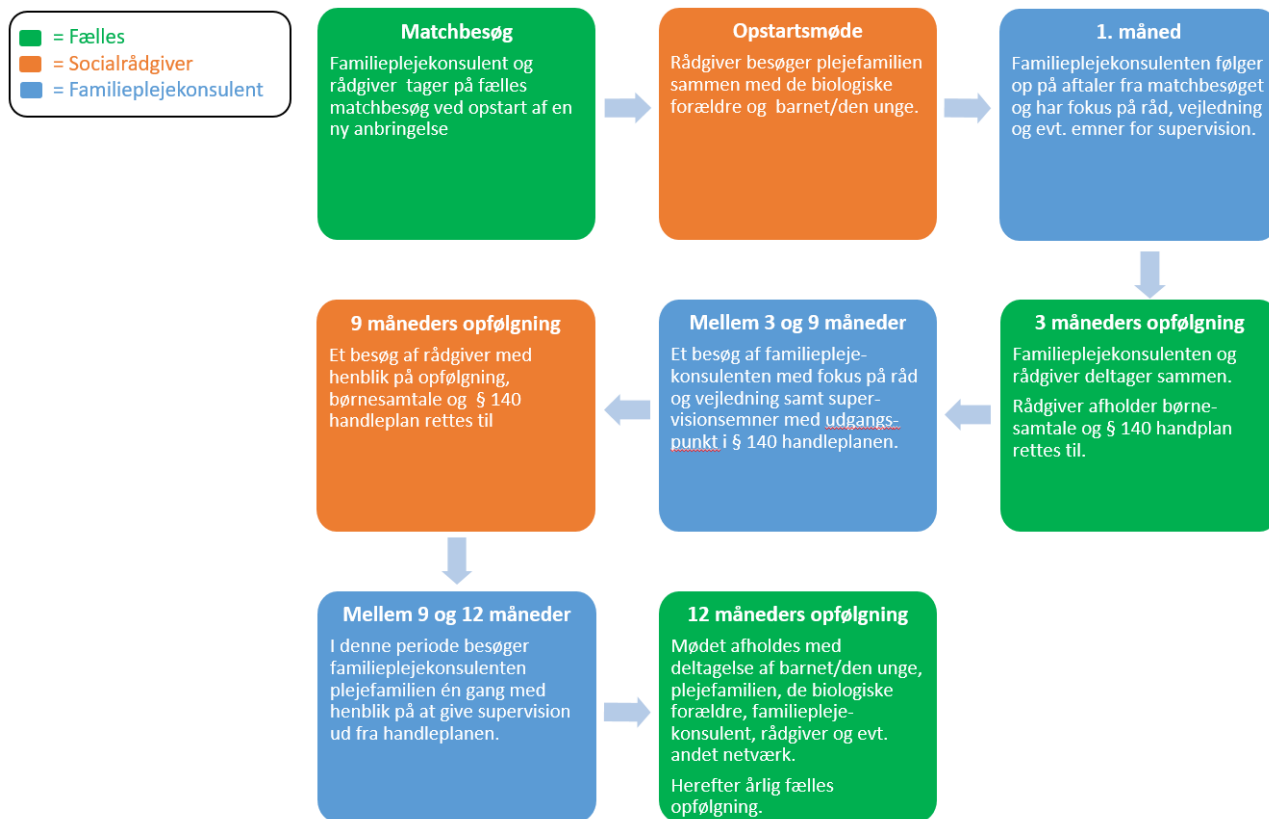 = Fælles
= Socialrådgiver
= Familieplejekonsulent
Matchbesøg
Familieplejekonsulent og
rådgiver tager på fælles
matchbesøg ved opstart af en
ny anbringelse
Opstartsmøde
Rådgiver besøger plejefamilien
sammen med de biologiske
forældre og barnet/den unge.
1. måned
Familieplejekonsulenten følger
op på aftaler fra matchbesøget
og har fokus på råd, vejledning
og evt. emner for supervision.
3 måneders opfølgning
Familieplejekonsulenten og
rådgiver deltager sammen.
Rådgiver afholder børne-
samtale og § 140 handplan
rettes til.
Mellem 3 og 9 måneder
Et besøg af familiepleje-
konsulenten med fokus på råd
og vejledning samt super-
visionsemner med udgangs-
punkt i § 140 handleplanen.
9 måneders opfølgning
Et besøg af rådgiver med
henblik på opfølgning,
børnesamtale og § 140
handleplan rettes til
Mellem 9 og 12 måneder
I denne periode besøger
familieplejekonsulenten
plejefamilien én gang med
henblik på at give supervision
ud fra handleplanen.
12 måneders opfølgning
Mødet afholdes med
deltagelse af barnet/den unge,
plejefamilien, de biologiske
forældre, familiepleje-
konsulent, rådgiver og evt.
andet netværk.
Herefter årlig fælles
opfølgning.